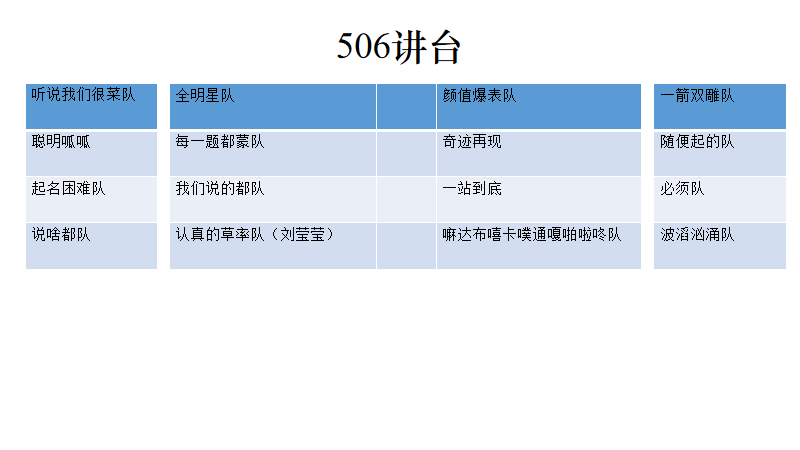 506讲台
听说我们很菜队 全明星队 颜值爆表队 一箭双雕队
聪明呱呱 每一题都蒙队 奇迹再现 随便起的队
起名困难队 我们说的都队 一站到底 必须队
说啥都队 认真的草率队（刘莹莹） 嘛达布嘻卡噗通嘎啪啦咚队 波滔汹涌队